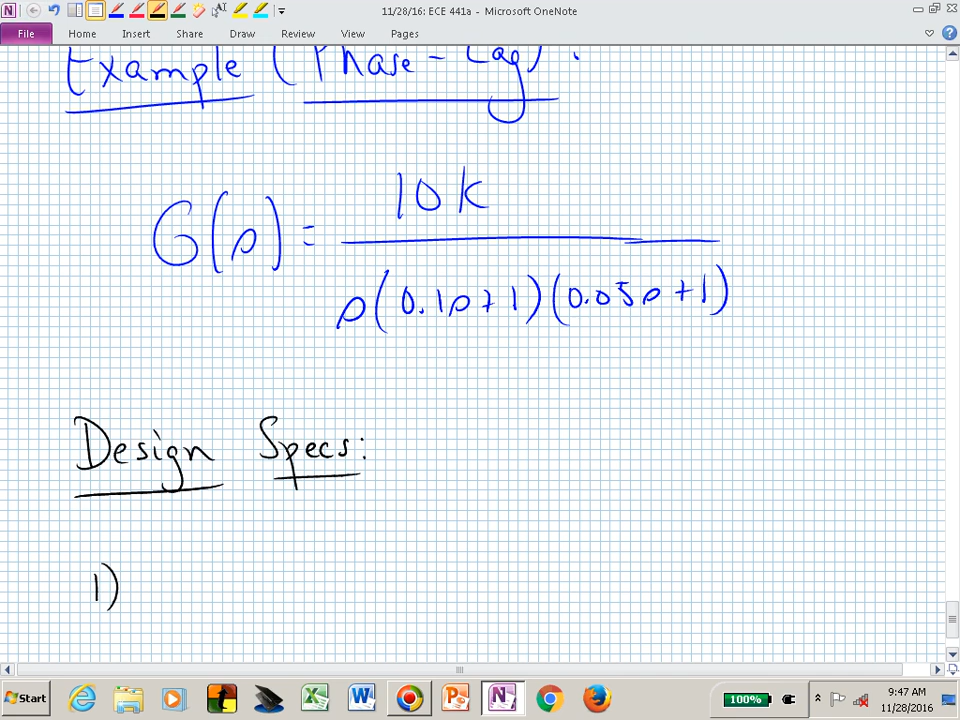 11/28/16: ECE 441a - Microsoft OneNote
File Home Insert Share Draw Review View Pages
Example (Phase-Lag):
G(s) = 10k
s(0.1s+1)(0.05s+1)
Design Specs:
1)
Start
100%
9:47 AM
11/28/2016